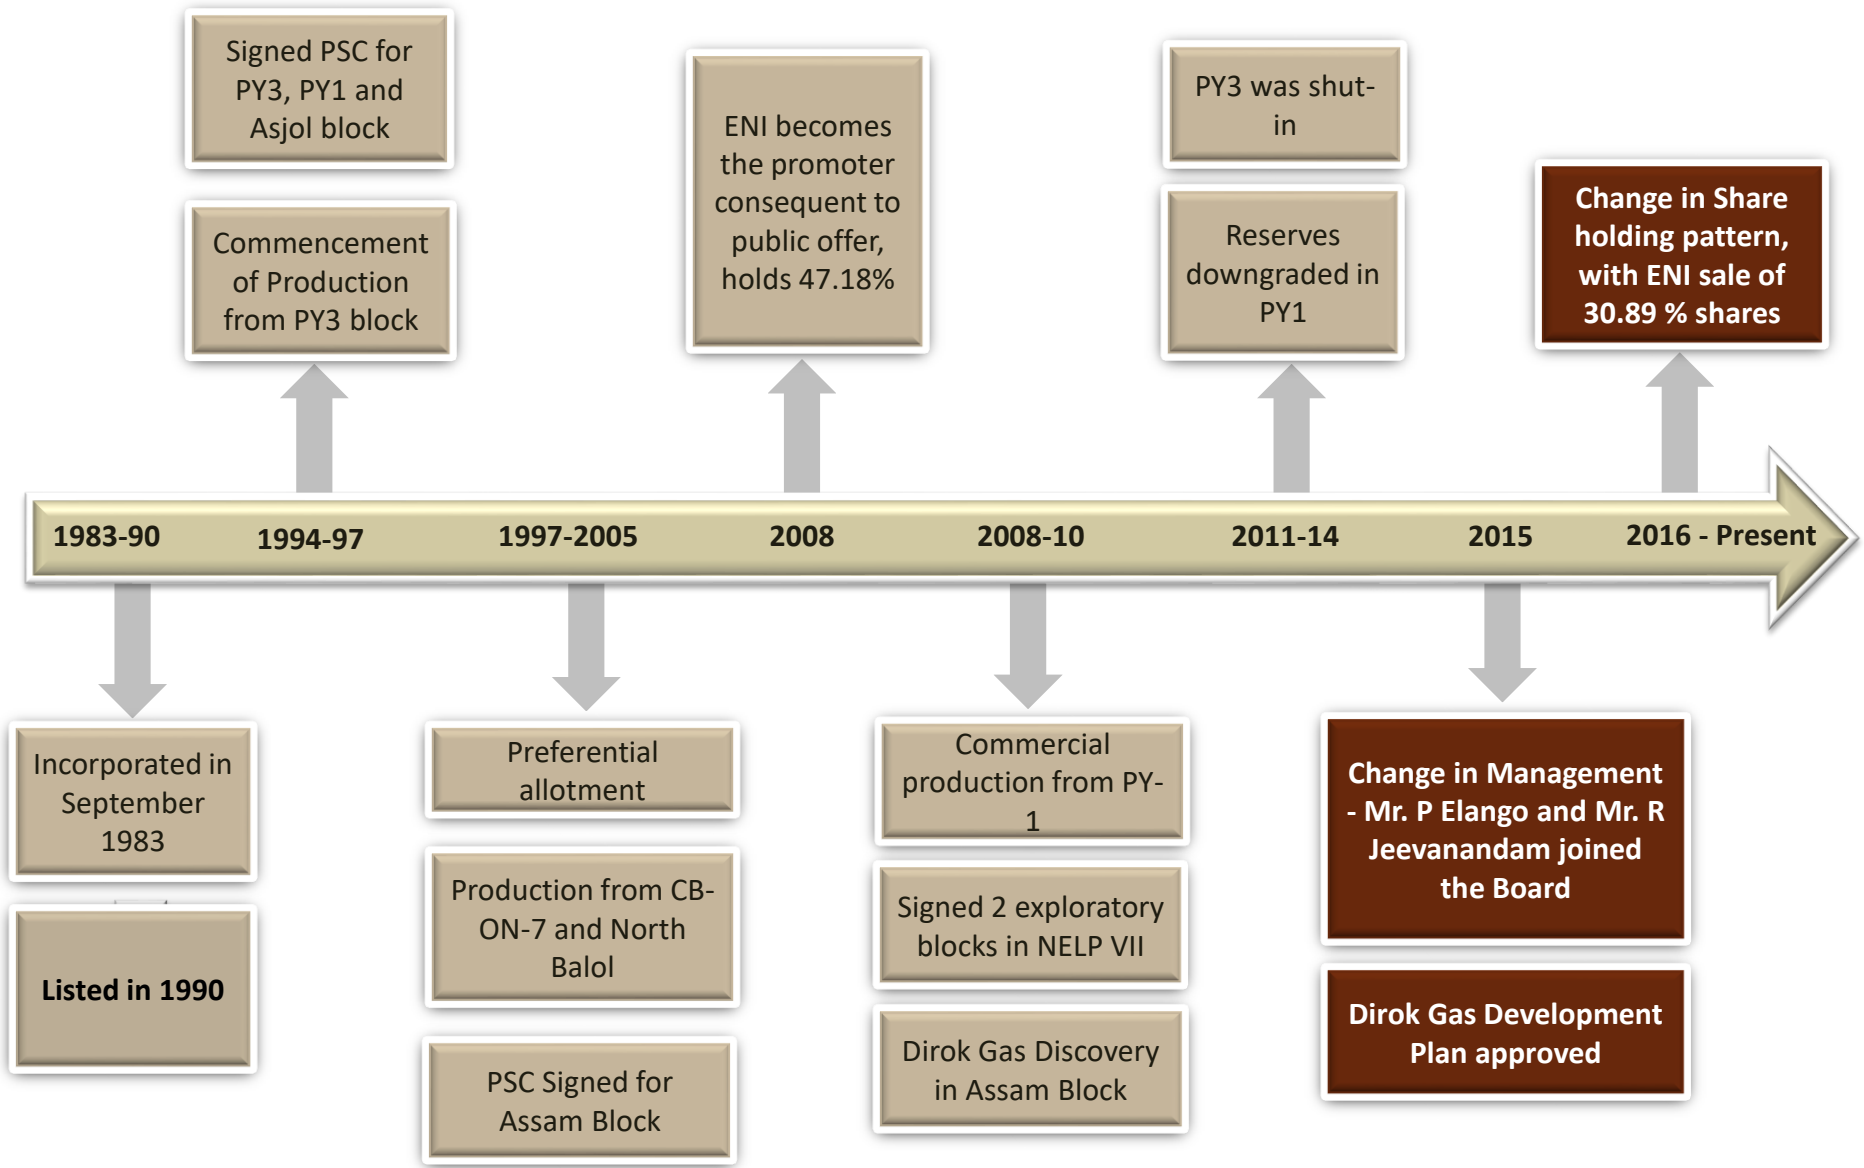 Signed PSC for
PY3, PY1 and
Asjol block
Commencement
of Production
from PY3 block
ENI becomes
the promoter
consequent to
public offer,
holds 47.18%
PY3 was shut-
in
Reserves
downgraded in
PY1
Change in Share
holding pattern,
with ENI sale of
30.89 % shares
1983-90
1994-97
1997-2005
2008
2008-10
2011-14
2015
2016 - Present
Incorporated in
September
1983
Listed in 1990
Preferential
allotment
Production from CB-
ON-7 and North
Balol
PSC Signed for
Assam Block
Commercial
production from PY-
1
Signed 2 exploratory
blocks in NELP VII
Dirok Gas Discovery
in Assam Block
Change in Management
- Mr. P Elango and Mr. R
Jeevanandam joined
the Board
Dirok Gas Development
Plan approved